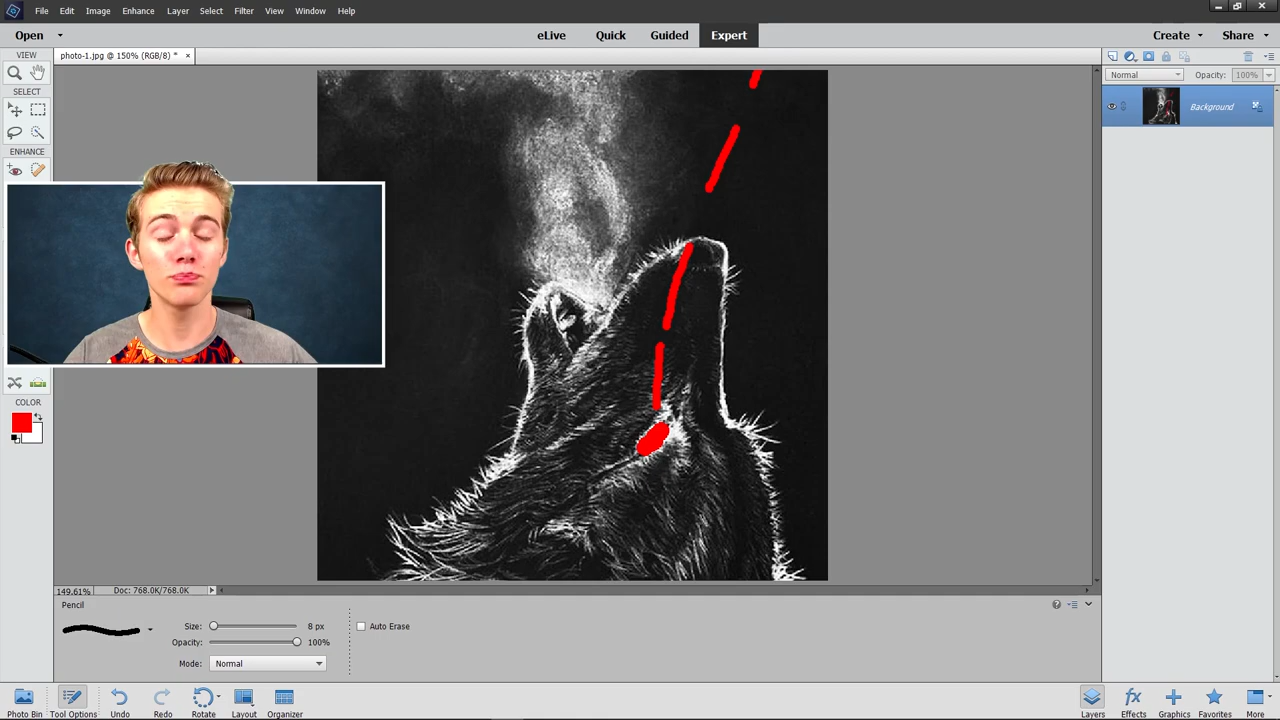 File Edit Image Enhance Layer Select Filter View Window Help
Open eLive Quick Guided Expert Create Share
VIEW photo-1.jpg @ 150% (RGB/8) * ×
Normal Opacity: 100%
SELECT
Background
ENHANCE
COLOR
149.61% Doc: 768.0K/768.0K
Pencil
Size: 8 px Auto Erase
Opacity: 100%
Mode: Normal
Photo Bin Tool Options Undo Redo Rotate Layout Organizer Layers Effects Graphics Favorites More